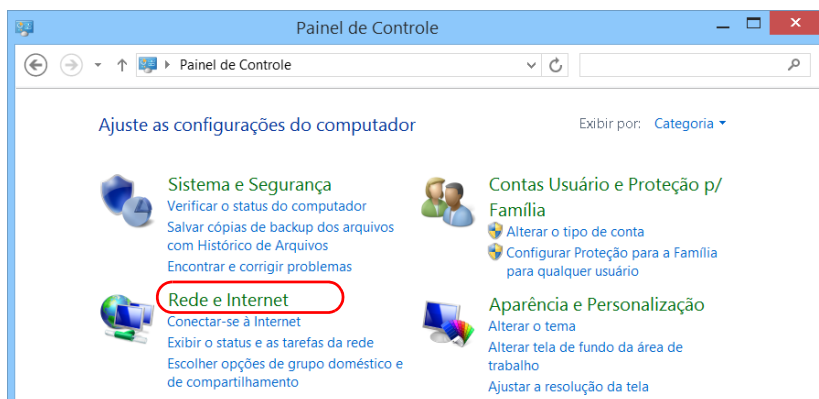 Painel de Controle
Painel de Controle
Ajuste as configurações do computador
Exibir por: Categoria
Sistema e Segurança
Verificar o status do computador
Salvar cópias de backup dos arquivos
com Histórico de Arquivos
Encontrar e corrigir problemas
Rede e Internet
Conectar-se à Internet
Exibir o status e as tarefas da rede
Escolher opções de grupo doméstico e
de compartilhamento
Contas Usuário e Proteção p/
Família
Alterar o tipo de conta
Configurar Proteção para a Família
para qualquer usuário
Aparência e Personalização
Alterar o tema
Alterar tela de fundo da área de
trabalho
Ajustar a resolução da tela